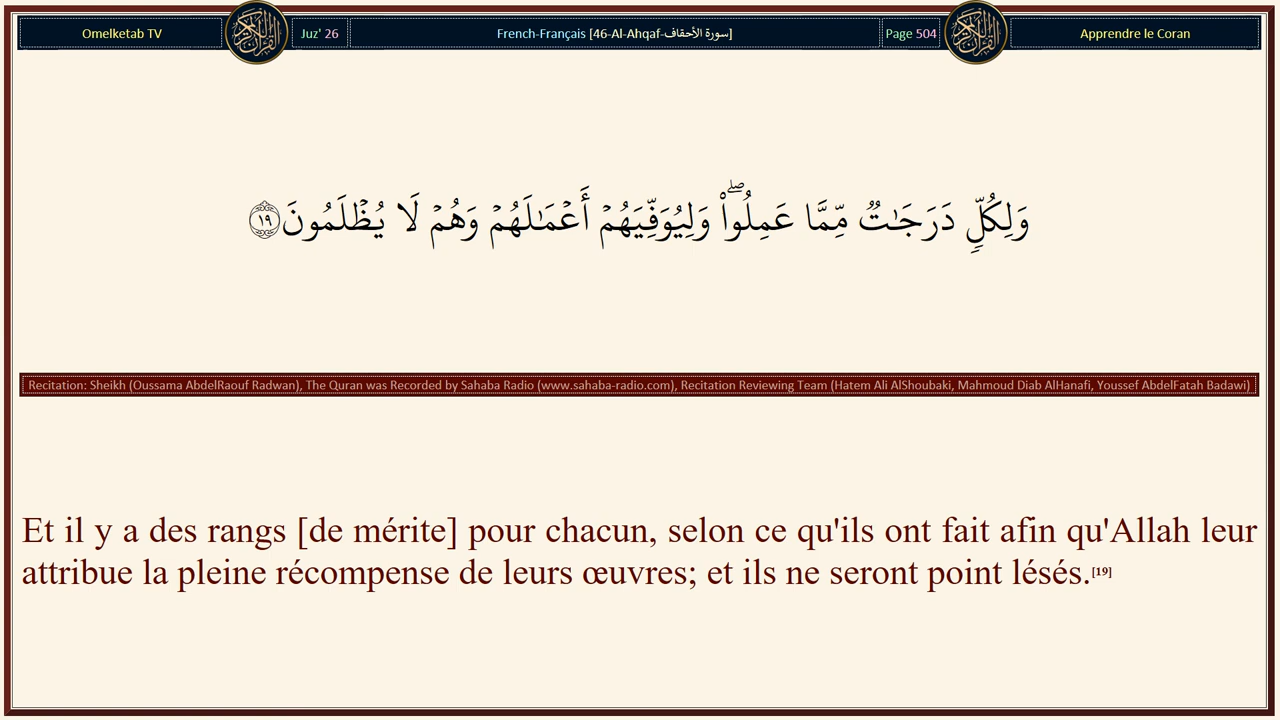 Omelketab TV
Juz' 26
French-Français [46-Al-Ahqaf-سورة الأحقاف]
Page 504
Apprendre le Coran
وَلِكُلّٖ دَرَجَٰتٞ مِّمَّا عَمِلُواْۖ وَلِيُوَفِّيَهُمۡ أَعۡمَٰلَهُمۡ وَهُمۡ لَا يُظۡلَمُونَ ١٩
Recitation: Sheikh (Oussama AbdelRaouf Radwan), The Quran was Recorded by Sahaba Radio (www.sahaba-radio.com), Recitation Reviewing Team (Hatem Ali AlShoubaki, Mahmoud Diab AlHanafi, Youssef AbdelFatah Badawi)
Et il y a des rangs [de mérite] pour chacun, selon ce qu'ils ont fait afin qu'Allah leur
attribue la pleine récompense de leurs œuvres; et ils ne seront point lésés.[19]